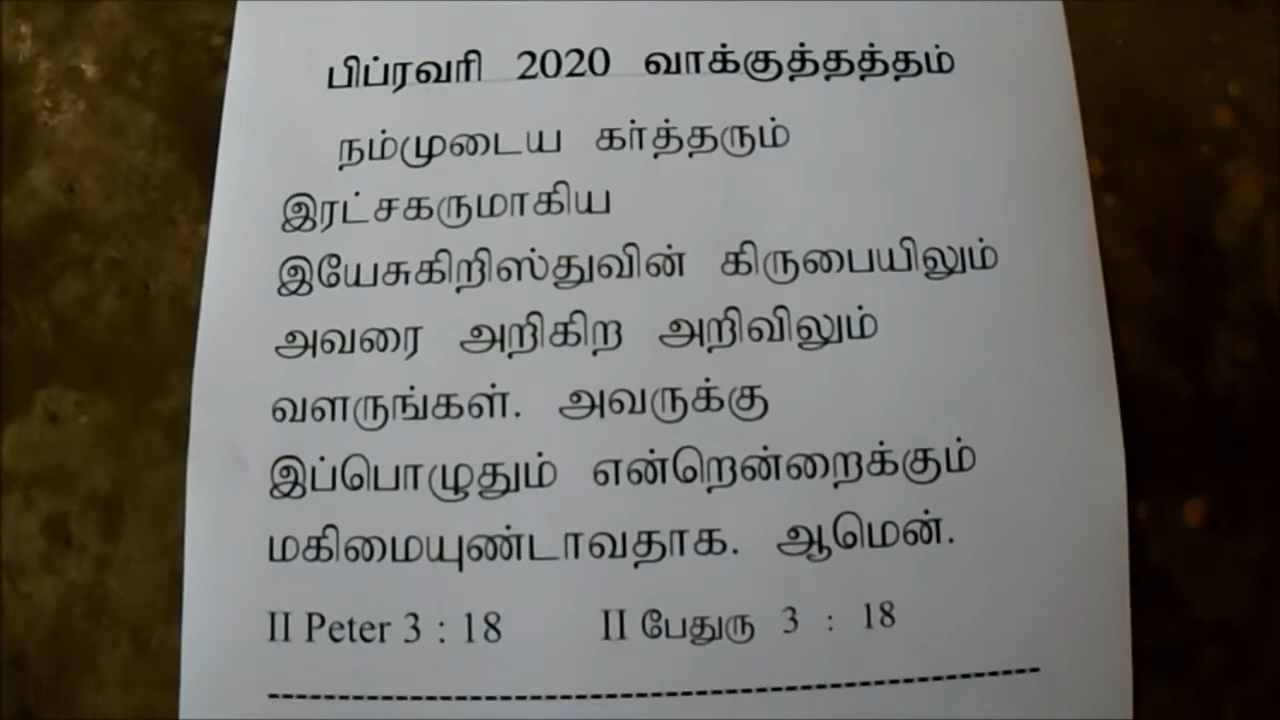 பிப்ரவரி 2020 வாக்குத்தத்தம்
நம்முடைய கர்த்தரும்
இரட்சகருமாகிய
இயேசுகிறிஸ்துவின் கிருபையிலும்
அவரை அறிகிற அறிவிலும்
வளருங்கள். அவருக்கு
இப்பொழுதும் என்றென்றைக்கும்
மகிமையுண்டாவதாக. ஆமென்.
II Peter 3 : 18 II பேதுரு 3 : 18